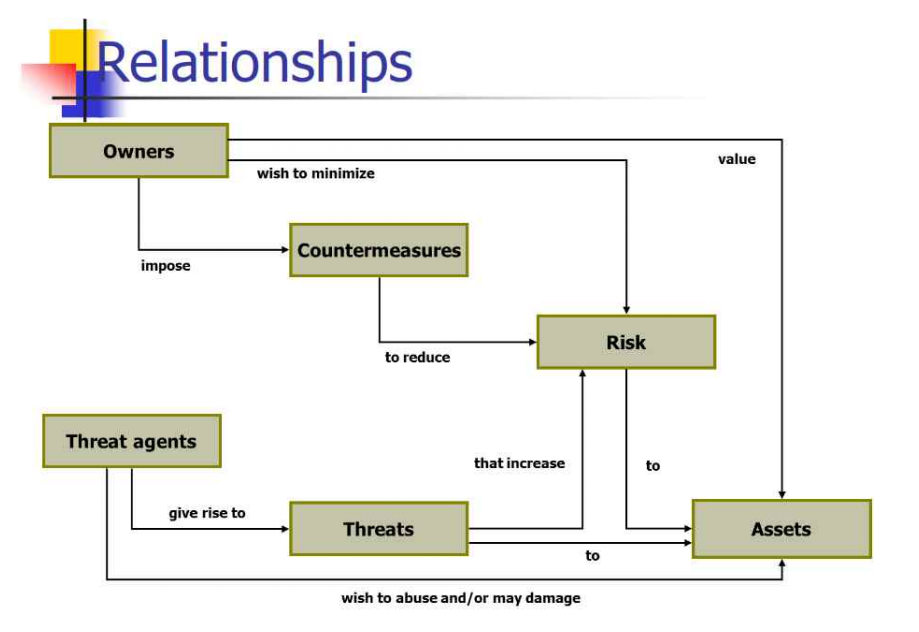 Relationships
Owners
value
wish to minimize
Countermeasures
impose
Risk
to reduce
Threat agents
that increase
to
give rise to
Threats
Assets
to
wish to abuse and/or may damage